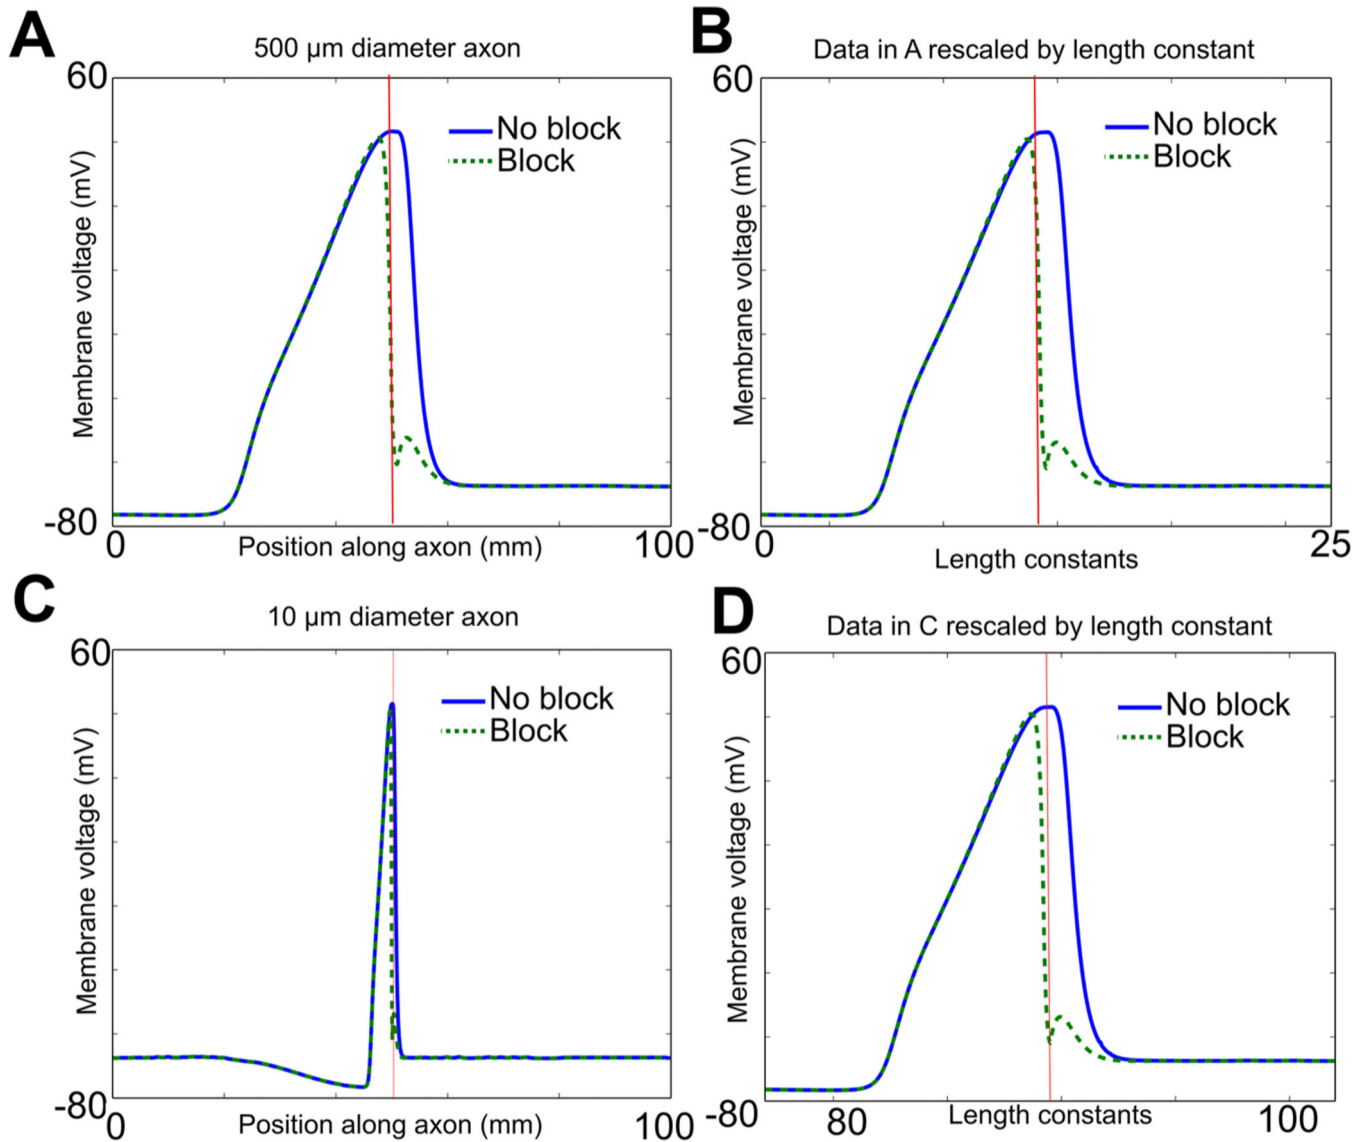 A
500 µm diameter axon
60
No block
Block
Membrane voltage (mV)
-80
0
Position along axon (mm)
100
B
Data in A rescaled by length constant
60
No block
Block
Membrane voltage (mV)
-80
0
Length constants
25
C
10 µm diameter axon
60
No block
Block
Membrane voltage (mV)
-80
0
Position along axon (mm)
100
D
Data in C rescaled by length constant
60
No block
Block
Membrane voltage (mV)
-80
80
Length constants
100